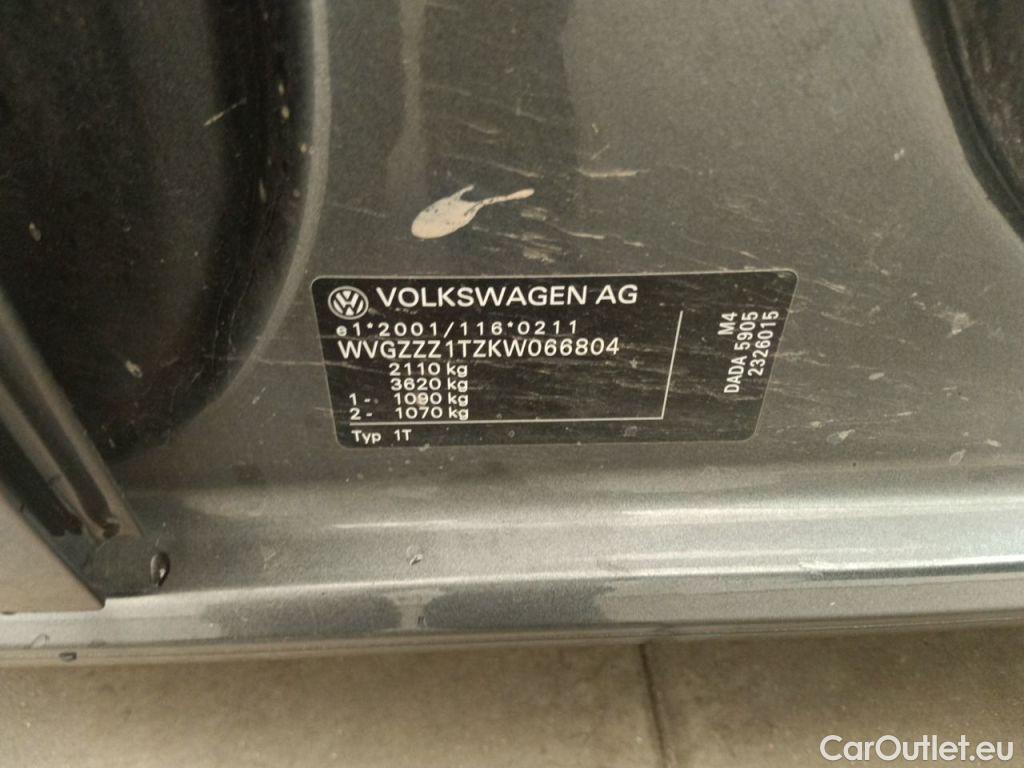 VOLKSWAGEN AG
e1*2001/116*0211
WVGZZZ1TZKW066804
2110 kg
3620 kg
1 - 1090 kg
2 - 1070 kg
Typ 1T
M4
DADA 5905
2326015
CarOutlet.eu